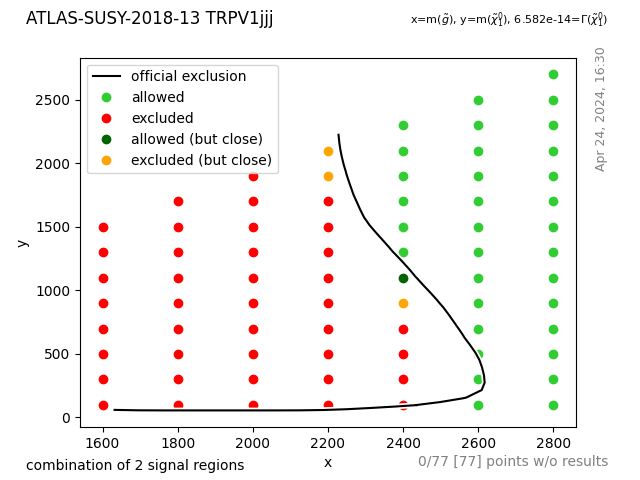 ATLAS-SUSY-2018-13 TRPV1jjj
x=m(g̃), y=m(χ̃₁⁰), 6.582e-14=Γ(χ̃₁⁰)
Apr 24, 2024, 16:30
official exclusion
allowed
excluded
allowed (but close)
excluded (but close)
y
2500
2000
1500
1000
500
0
1600 1800 2000 2200 2400 2600 2800
x
combination of 2 signal regions
0/77 [77] points w/o results